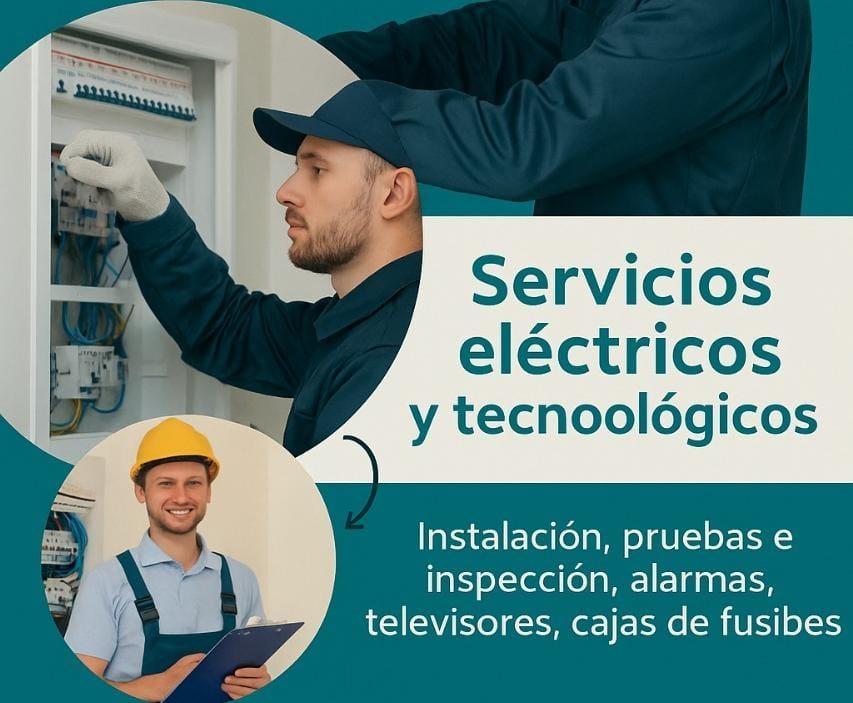 Servicios
eléctricos
y tecnoológicos
Instalación, pruebas e
inspección, alarmas,
televisores, cajas de fusibes